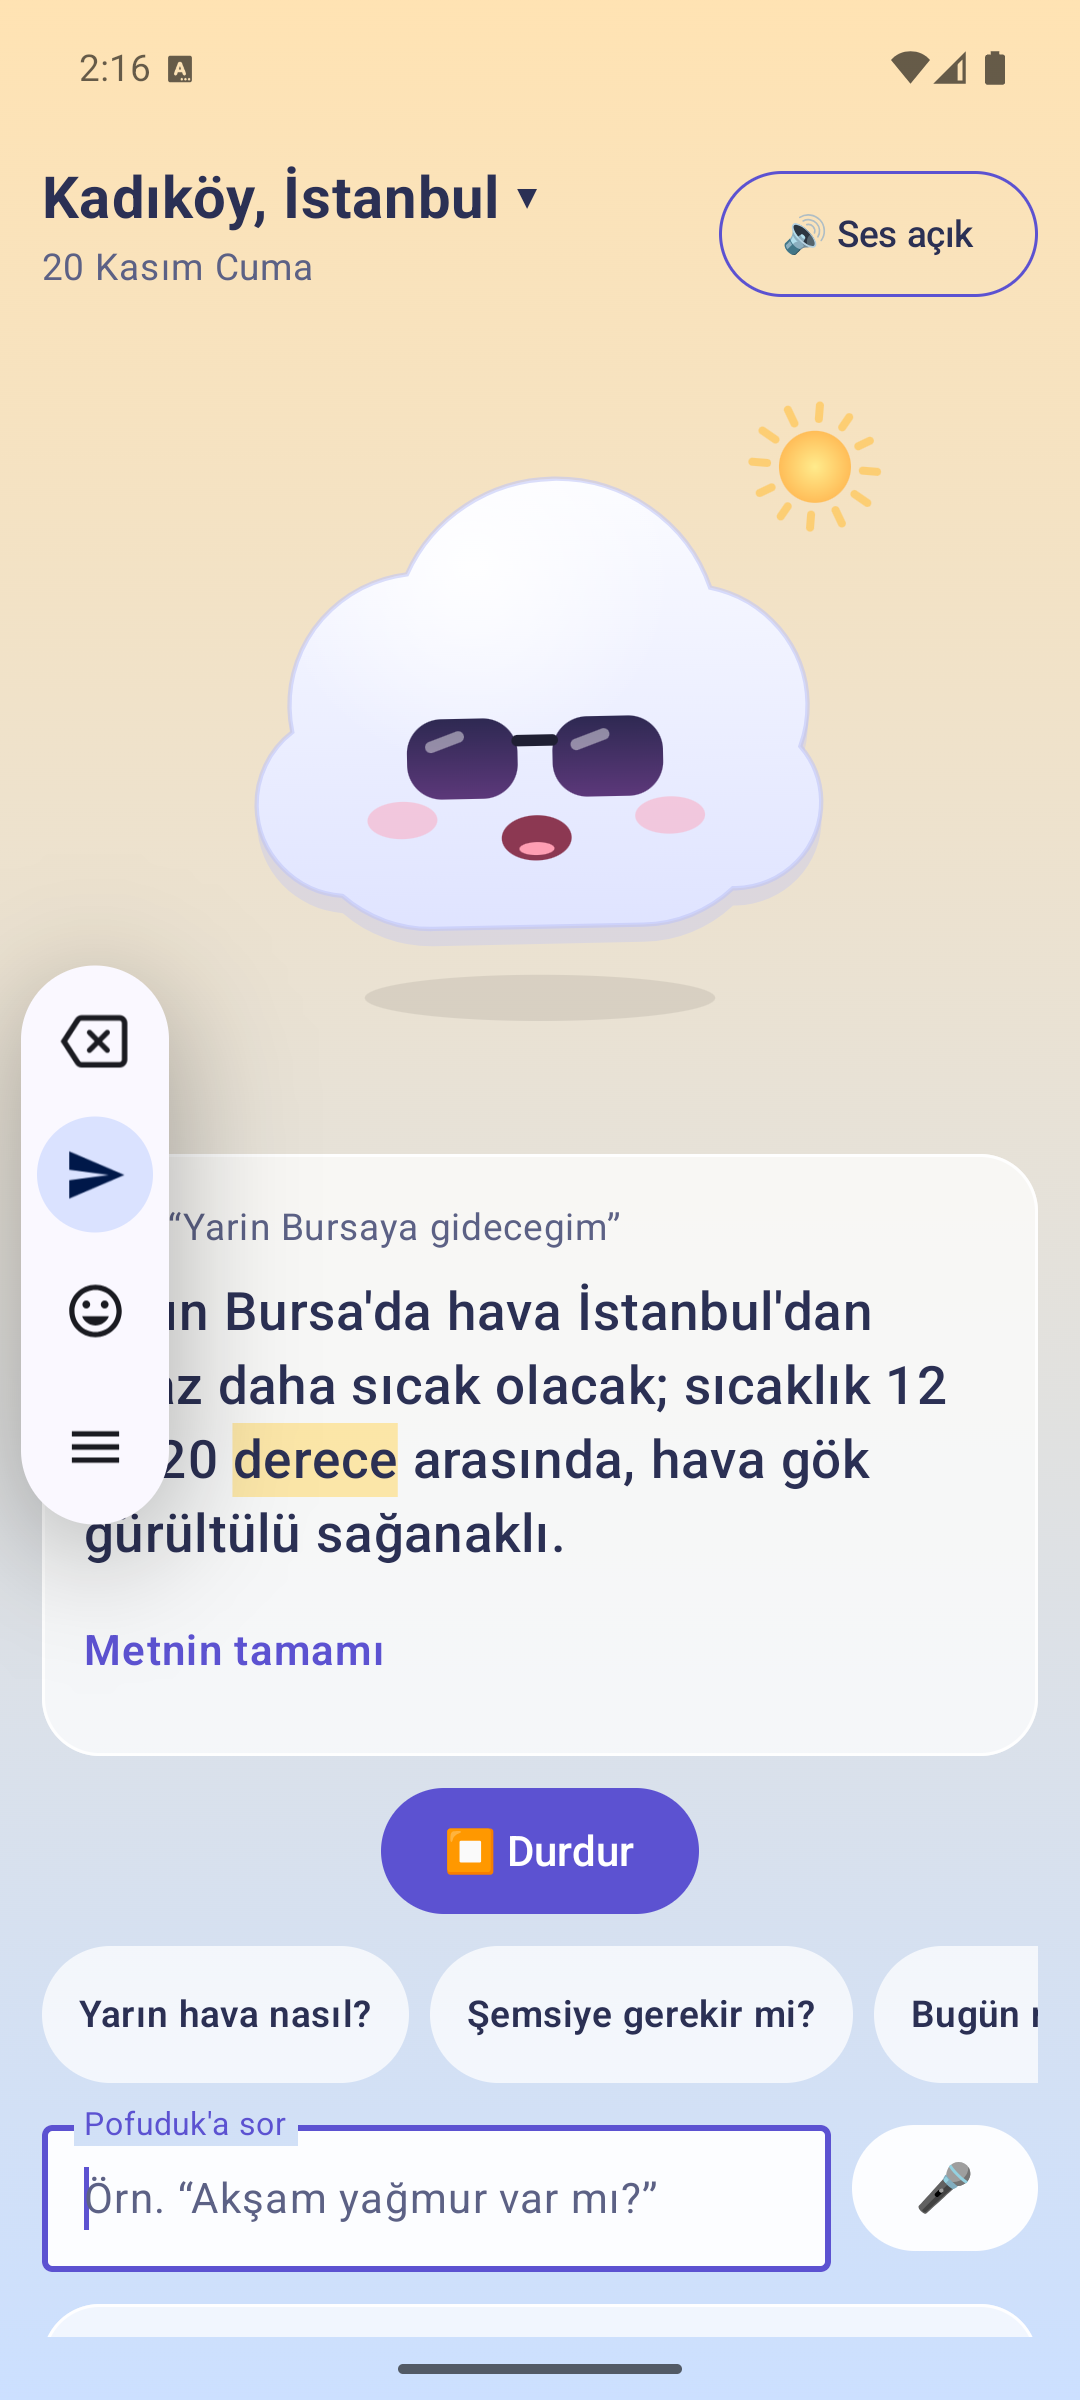 2:16
Kadıköy, İstanbul
20 Kasım Cuma
Ses açık
“Yarin Bursaya gidecegim”
Bursa'da hava İstanbul'dan
daha sıcak olacak; sıcaklık 12
20 derece arasında, hava gök
gürültülü sağanaklı.
Metnin tamamı
Durdur
Yarın hava nasıl?
Şemsiye gerekir mi?
Bugün
Pofuduk'a sor
Örn. “Akşam yağmur var mı?”